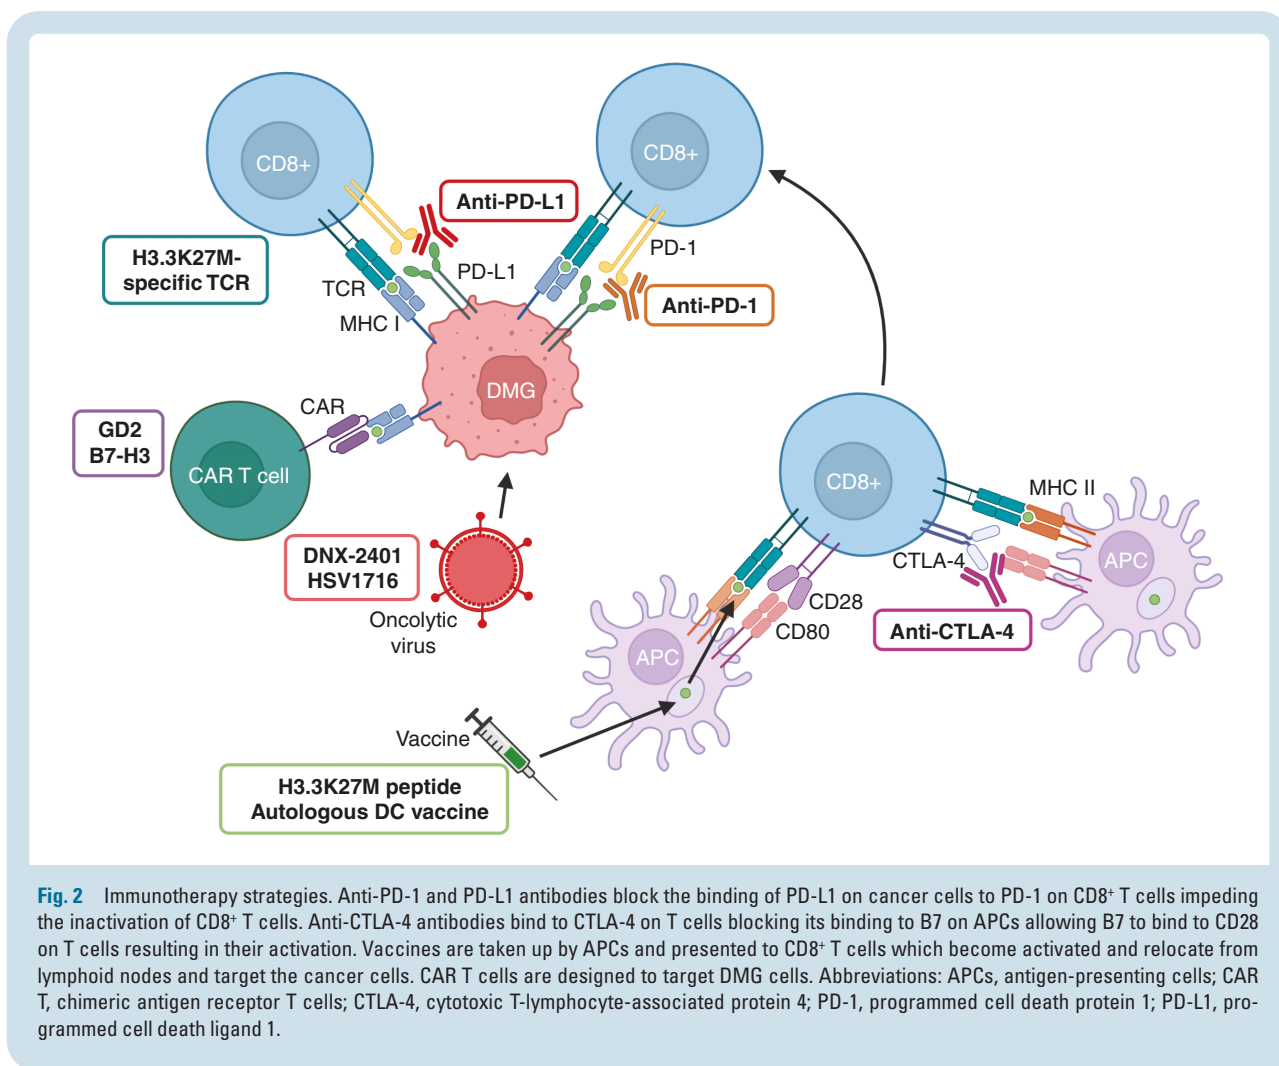 CD8+
CD8+
Anti-PD-L1
H3.3K27M-
specific TCR
PD-1
PD-L1
TCR
Anti-PD-1
MHC I
DMG
CAR
GD2
B7-H3
CAR T cell
CD8+
MHC II
DNX-2401
HSV1716
CTLA-4
APC
Oncolytic
virus
CD28
CD80
Anti-CTLA-4
APC
Vaccine
H3.3K27M peptide
Autologous DC vaccine
Fig. 2 Immunotherapy strategies. Anti-PD-1 and PD-L1 antibodies block the binding of PD-L1 on cancer cells to PD-1 on CD8+ T cells impeding
the inactivation of CD8+ T cells. Anti-CTLA-4 antibodies bind to CTLA-4 on T cells blocking its binding to B7 on APCs allowing B7 to bind to CD28
on T cells resulting in their activation. Vaccines are taken up by APCs and presented to CD8+ T cells which become activated and relocate from
lymphoid nodes and target the cancer cells. CAR T cells are designed to target DMG cells. Abbreviations: APCs, antigen-presenting cells; CAR
T, chimeric antigen receptor T cells; CTLA-4, cytotoxic T-lymphocyte-associated protein 4; PD-1, programmed cell death protein 1; PD-L1, pro-
grammed cell death ligand 1.